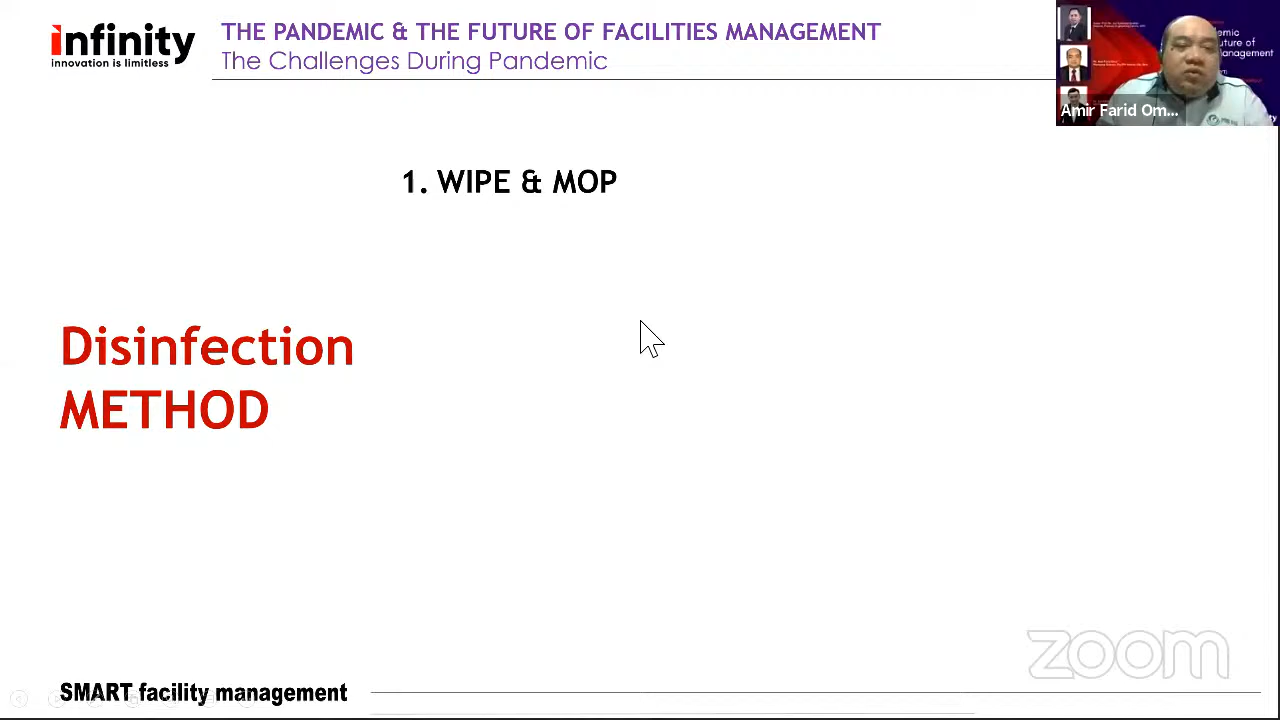 infinity
innovation is limitless
THE PANDEMIC & THE FUTURE OF FACILITIES MANAGEMENT
The Challenges During Pandemic
Amir Farid Om...
1. WIPE & MOP
Disinfection
METHOD
zoom
SMART facility management